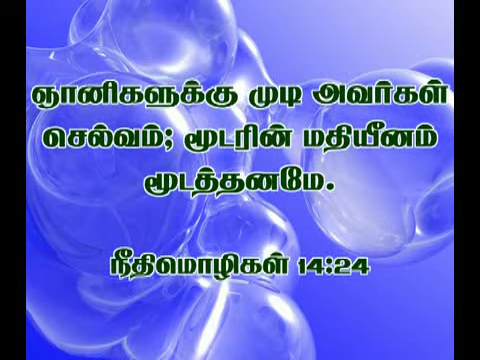 ஞானிகளுக்கு முடி அவர்கள்
செல்வம்; மூடரின் மதியீனம்
மூடத்தனமே.
நீதிமொழிகள் 14:24